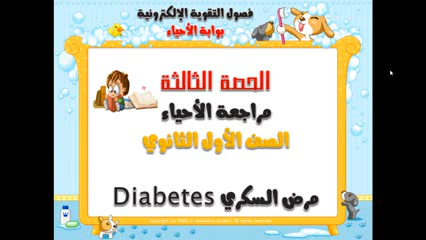 فصول التقوية الإلكترونية
بوابة الأحياء
الحصة الثالثة
مراجعة الأحياء
الصف الأول الثانوي
مرض السكري Diabetes